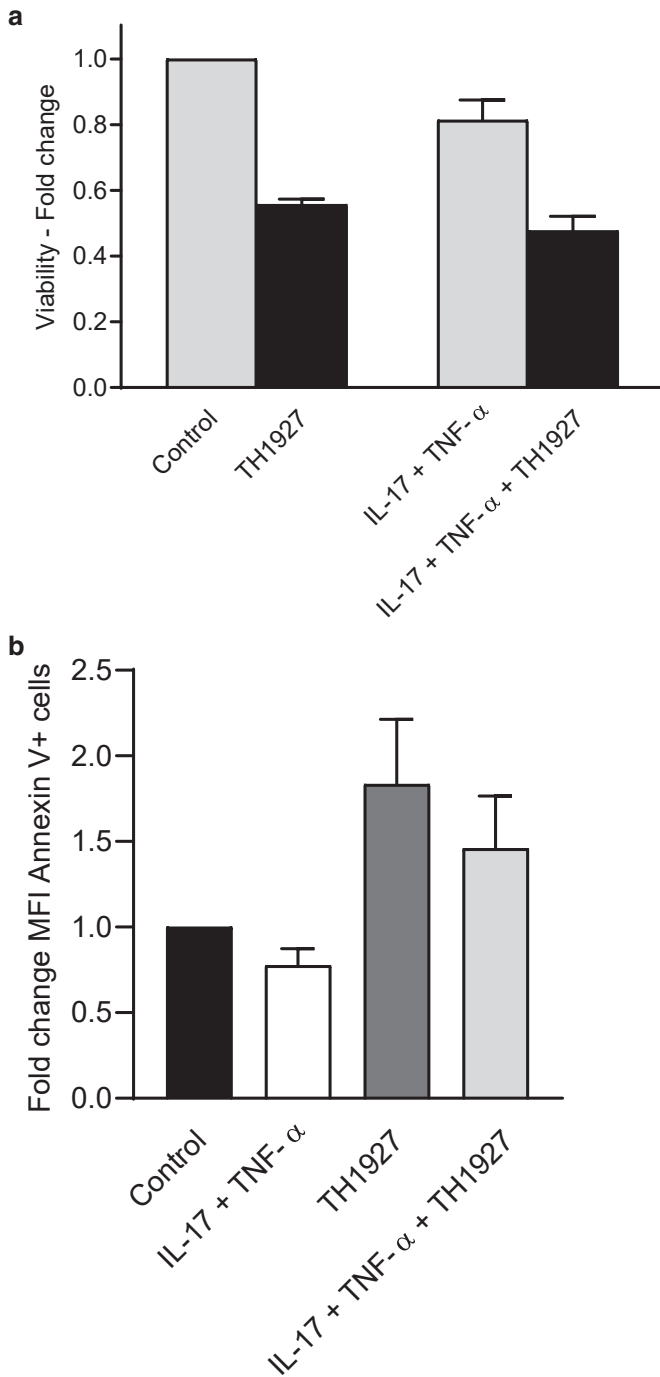 a
Viability - Fold change
1.0
0.8
0.6
0.4
0.2
0.0
Control
TH1927
IL-17 + TNF- α
IL-17 + TNF- α + TH1927
b
Fold change MFI Annexin V+ cells
2.5
2.0
1.5
1.0
0.5
0.0
Control
IL-17 + TNF- α
TH1927
IL-17 + TNF- α + TH1927